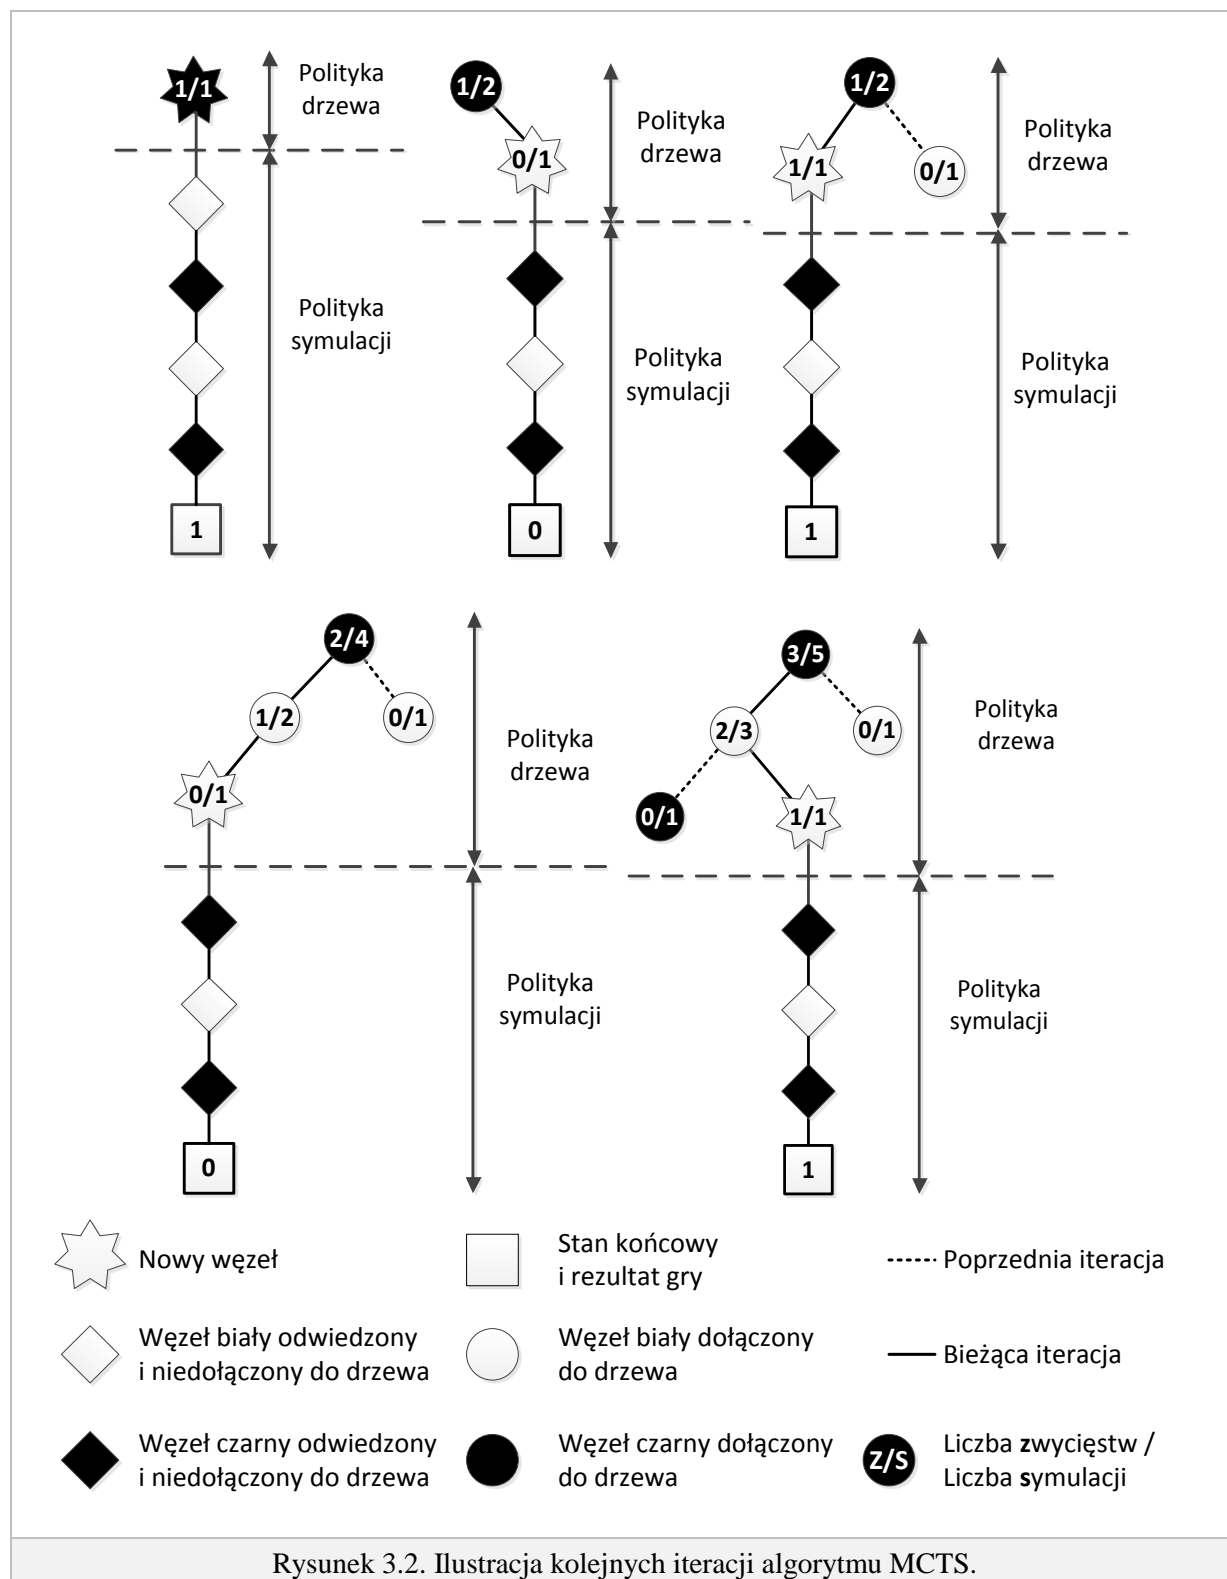 1/1
Polityka
drzewa
Polityka
symulacji
1
1/2
0/1
Polityka
drzewa
Polityka
symulacji
0
1/2
1/1
0/1
Polityka
drzewa
Polityka
symulacji
1
2/4
1/2
0/1
0/1
Polityka
drzewa
Polityka
symulacji
0
3/5
2/3
0/1
0/1
1/1
Polityka
drzewa
Polityka
symulacji
1
Nowy węzeł
Stan końcowy
i rezultat gry
Poprzednia iteracja
Węzeł biały odwiedzony
i niedołączony do drzewa
Węzeł biały dołączony
do drzewa
Bieżąca iteracja
Węzeł czarny odwiedzony
i niedołączony do drzewa
Węzeł czarny dołączony
do drzewa
Z/S
Liczba zwycięstw /
Liczba symulacji
Rysunek 3.2. Ilustracja kolejnych iteracji algorytmu MCTS.